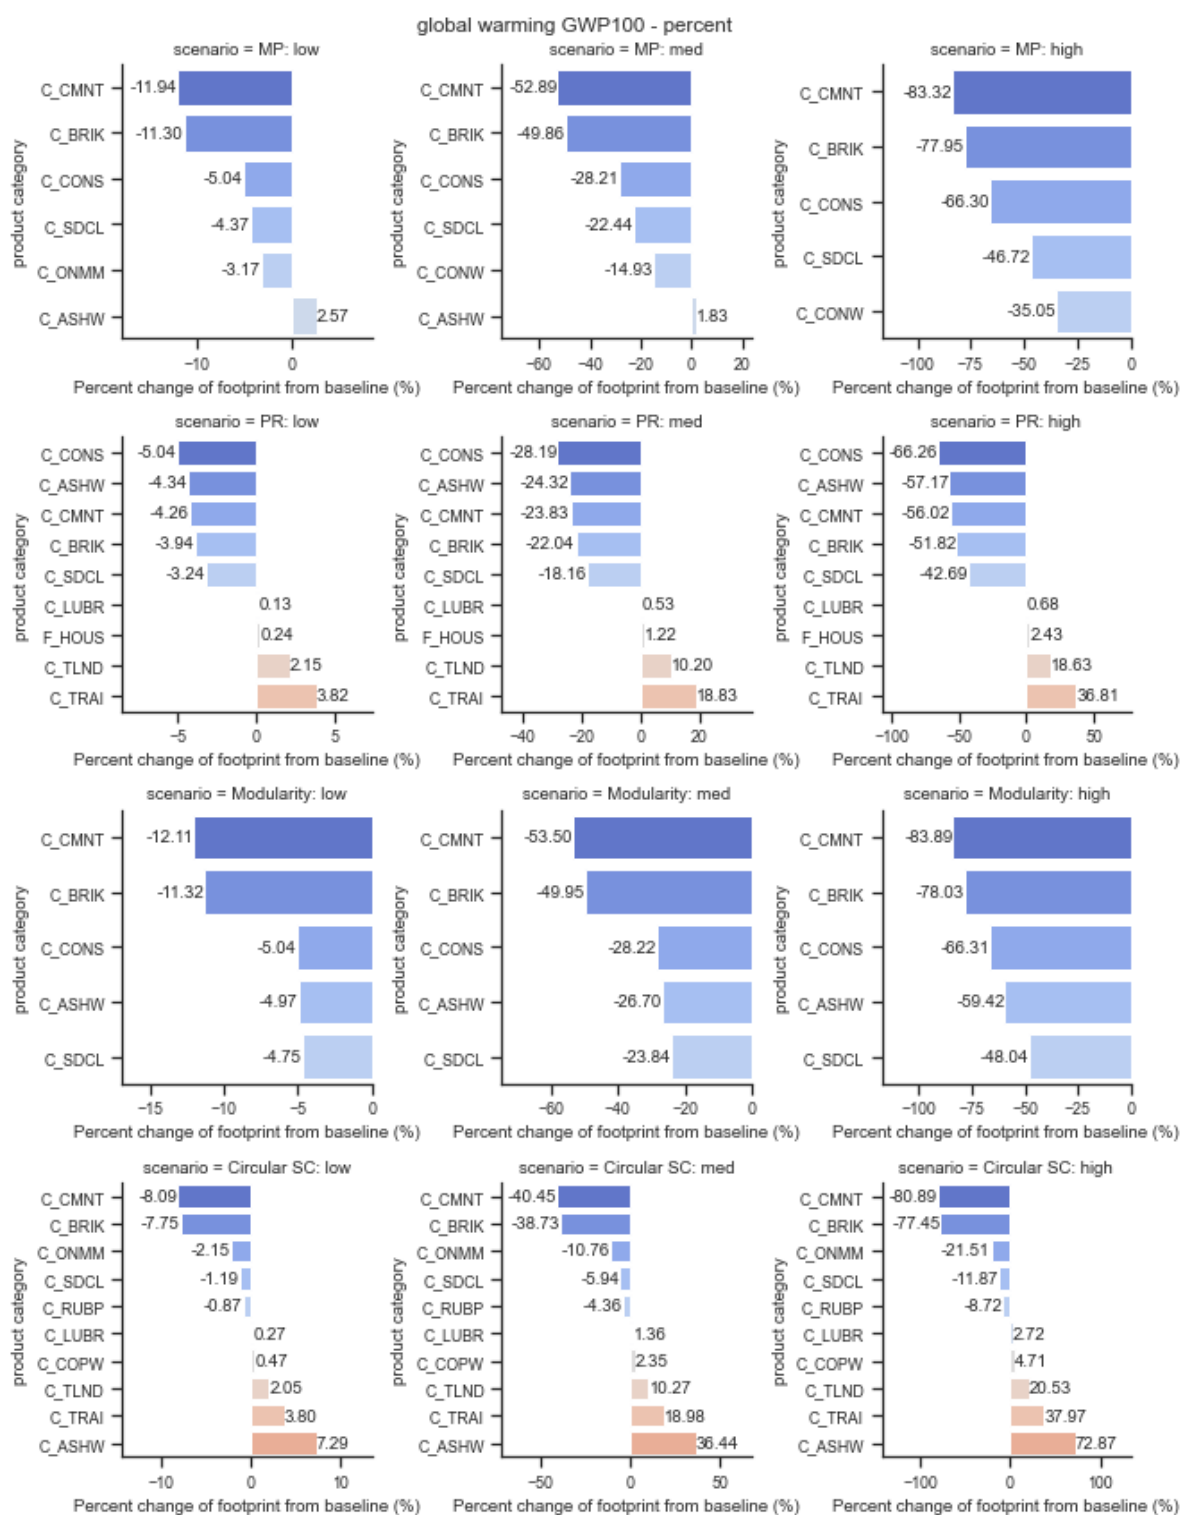 global warming GWP100 - percent
scenario = MP: low
product category
C_CMNT -11.94
C_BRIK -11.30
C_CONS -5.04
C_SDCL -4.37
C_ONMM -3.17
C_ASHW 2.57
−10 0
Percent change of footprint from baseline (%)
scenario = MP: med
product category
C_CMNT -52.89
C_BRIK -49.86
C_CONS -28.21
C_SDCL -22.44
C_CONW -14.93
C_ASHW 1.83
−60 −40 −20 0 20
Percent change of footprint from baseline (%)
scenario = MP: high
product category
C_CMNT -83.32
C_BRIK -77.95
C_CONS -66.30
C_SDCL -46.72
C_CONW -35.05
−100 −75 −50 −25 0
Percent change of footprint from baseline (%)
scenario = PR: low
product category
C_CONS -5.04
C_ASHW -4.34
C_CMNT -4.26
C_BRIK -3.94
C_SDCL -3.24
C_LUBR 0.13
F_HOUS 0.24
C_TLND 2.15
C_TRAI 3.82
−5 0 5
Percent change of footprint from baseline (%)
scenario = PR: med
product category
C_CONS -28.19
C_ASHW -24.32
C_CMNT -23.83
C_BRIK -22.04
C_SDCL -18.16
C_LUBR 0.53
F_HOUS 1.22
C_TLND 10.20
C_TRAI 18.83
−40 −20 0 20
Percent change of footprint from baseline (%)
scenario = PR: high
product category
C_CONS -66.26
C_ASHW -57.17
C_CMNT -56.02
C_BRIK -51.82
C_SDCL -42.69
C_LUBR 0.68
F_HOUS 2.43
C_TLND 18.63
C_TRAI 36.81
−100 −50 0 50
Percent change of footprint from baseline (%)
scenario = Modularity: low
product category
C_CMNT -12.11
C_BRIK -11.32
C_CONS -5.04
C_ASHW -4.97
C_SDCL -4.75
−15 −10 −5 0
Percent change of footprint from baseline (%)
scenario = Modularity: med
product category
C_CMNT -53.50
C_BRIK -49.95
C_CONS -28.22
C_ASHW -26.70
C_SDCL -23.84
−60 −40 −20 0
Percent change of footprint from baseline (%)
scenario = Modularity: high
product category
C_CMNT -83.89
C_BRIK -78.03
C_CONS -66.31
C_ASHW -59.42
C_SDCL -48.04
−100 −75 −50 −25 0
Percent change of footprint from baseline (%)
scenario = Circular SC: low
product category
C_CMNT -8.09
C_BRIK -7.75
C_ONMM -2.15
C_SDCL -1.19
C_RUBP -0.87
C_LUBR 0.27
C_COPW 0.47
C_TLND 2.05
C_TRAI 3.80
C_ASHW 7.29
−10 0 10
Percent change of footprint from baseline (%)
scenario = Circular SC: med
product category
C_CMNT -40.45
C_BRIK -38.73
C_ONMM -10.76
C_SDCL -5.94
C_RUBP -4.36
C_LUBR 1.36
C_COPW 2.35
C_TLND 10.27
C_TRAI 18.98
C_ASHW 36.44
−50 0 50
Percent change of footprint from baseline (%)
scenario = Circular SC: high
product category
C_CMNT -80.89
C_BRIK -77.45
C_ONMM -21.51
C_SDCL -11.87
C_RUBP -8.72
C_LUBR 2.72
C_COPW 4.71
C_TLND 20.53
C_TRAI 37.97
C_ASHW 72.87
−100 0 100
Percent change of footprint from baseline (%)